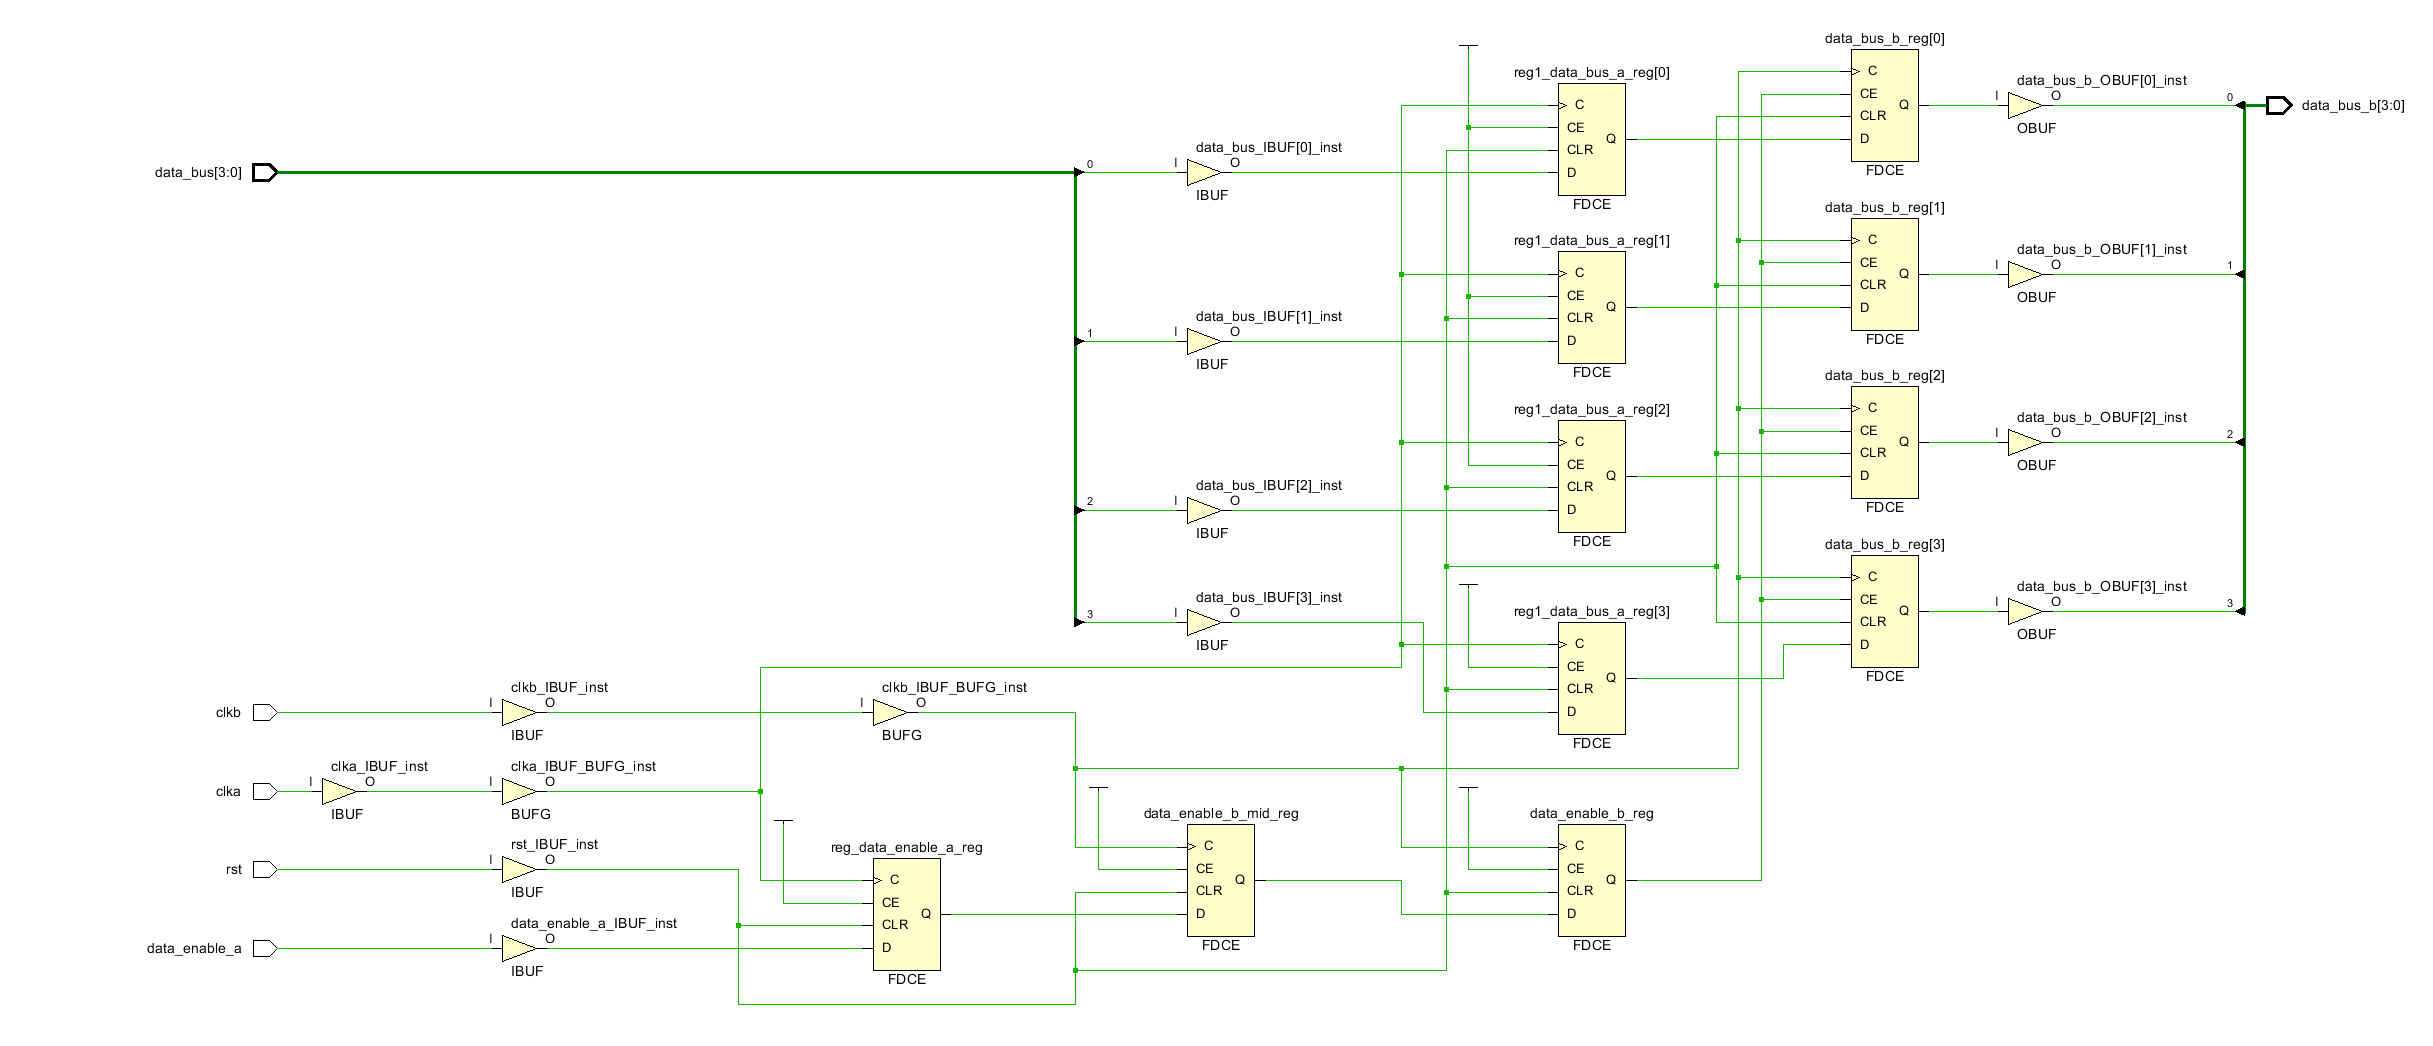 data_bus[3:0]
0
I
data_bus_IBUF[0]_inst
O
IBUF
1
I
data_bus_IBUF[1]_inst
O
IBUF
2
I
data_bus_IBUF[2]_inst
O
IBUF
3
I
data_bus_IBUF[3]_inst
O
IBUF
reg1_data_bus_a_reg[0]
C
CE
CLR
D
Q
FDCE
reg1_data_bus_a_reg[1]
C
CE
CLR
D
Q
FDCE
reg1_data_bus_a_reg[2]
C
CE
CLR
D
Q
FDCE
reg1_data_bus_a_reg[3]
C
CE
CLR
D
Q
FDCE
data_bus_b_reg[0]
C
CE
CLR
D
Q
FDCE
data_bus_b_reg[1]
C
CE
CLR
D
Q
FDCE
data_bus_b_reg[2]
C
CE
CLR
D
Q
FDCE
data_bus_b_reg[3]
C
CE
CLR
D
Q
FDCE
data_bus_b_OBUF[0]_inst
I
O
OBUF
0
data_bus_b[3:0]
data_bus_b_OBUF[1]_inst
I
O
OBUF
1
data_bus_b_OBUF[2]_inst
I
O
OBUF
2
data_bus_b_OBUF[3]_inst
I
O
OBUF
3
clkb
clkb_IBUF_inst
I
O
IBUF
clkb_IBUF_BUFG_inst
I
O
BUFG
clka
clka_IBUF_inst
I
O
IBUF
clka_IBUF_BUFG_inst
I
O
BUFG
rst
rst_IBUF_inst
I
O
IBUF
data_enable_a
data_enable_a_IBUF_inst
I
O
IBUF
reg_data_enable_a_reg
C
CE
CLR
D
Q
FDCE
data_enable_b_mid_reg
C
CE
CLR
D
Q
FDCE
data_enable_b_reg
C
CE
CLR
D
Q
FDCE